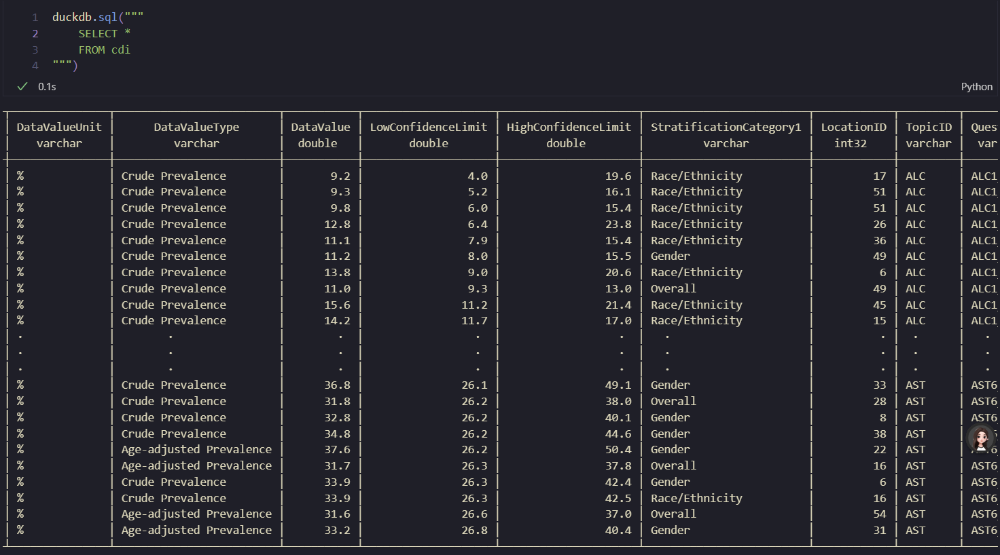 1 duckdb.sql("""
2 SELECT *
3 FROM cdi
4 """)
0.1s Python
DataValueUnit DataValueType DataValue LowConfidenceLimit HighConfidenceLimit StratificationCategory1 LocationID TopicID Ques
varchar varchar double double double varchar int32 varchar var
% Crude Prevalence 9.2 4.0 19.6 Race/Ethnicity 17 ALC ALC1
% Crude Prevalence 9.3 5.2 16.1 Race/Ethnicity 51 ALC ALC1
% Crude Prevalence 9.8 6.0 15.4 Race/Ethnicity 51 ALC ALC1
% Crude Prevalence 12.8 6.4 23.8 Race/Ethnicity 26 ALC ALC1
% Crude Prevalence 11.1 7.9 15.4 Race/Ethnicity 36 ALC ALC1
% Crude Prevalence 11.2 8.0 15.5 Gender 49 ALC ALC1
% Crude Prevalence 13.8 9.0 20.6 Race/Ethnicity 6 ALC ALC1
% Crude Prevalence 11.0 9.3 13.0 Overall 49 ALC ALC1
% Crude Prevalence 15.6 11.2 21.4 Race/Ethnicity 45 ALC ALC1
% Crude Prevalence 14.2 11.7 17.0 Race/Ethnicity 15 ALC ALC1
· · · · · · · · ·
· · · · · · · · ·
· · · · · · · · ·
% Crude Prevalence 36.8 26.1 49.1 Gender 33 AST AST6
% Crude Prevalence 31.8 26.2 38.0 Overall 28 AST AST6
% Crude Prevalence 32.8 26.2 40.1 Gender 8 AST AST6
% Crude Prevalence 34.8 26.2 44.6 Gender 38 AST
% Age-adjusted Prevalence 37.6 26.2 50.4 Gender 22 AST
% Age-adjusted Prevalence 31.7 26.3 37.8 Overall 16 AST AST6
% Crude Prevalence 33.9 26.3 42.4 Gender 6 AST AST6
% Crude Prevalence 33.9 26.3 42.5 Race/Ethnicity 16 AST AST6
% Age-adjusted Prevalence 31.6 26.6 37.0 Overall 54 AST AST6
% Age-adjusted Prevalence 33.2 26.8 40.4 Gender 31 AST AST6